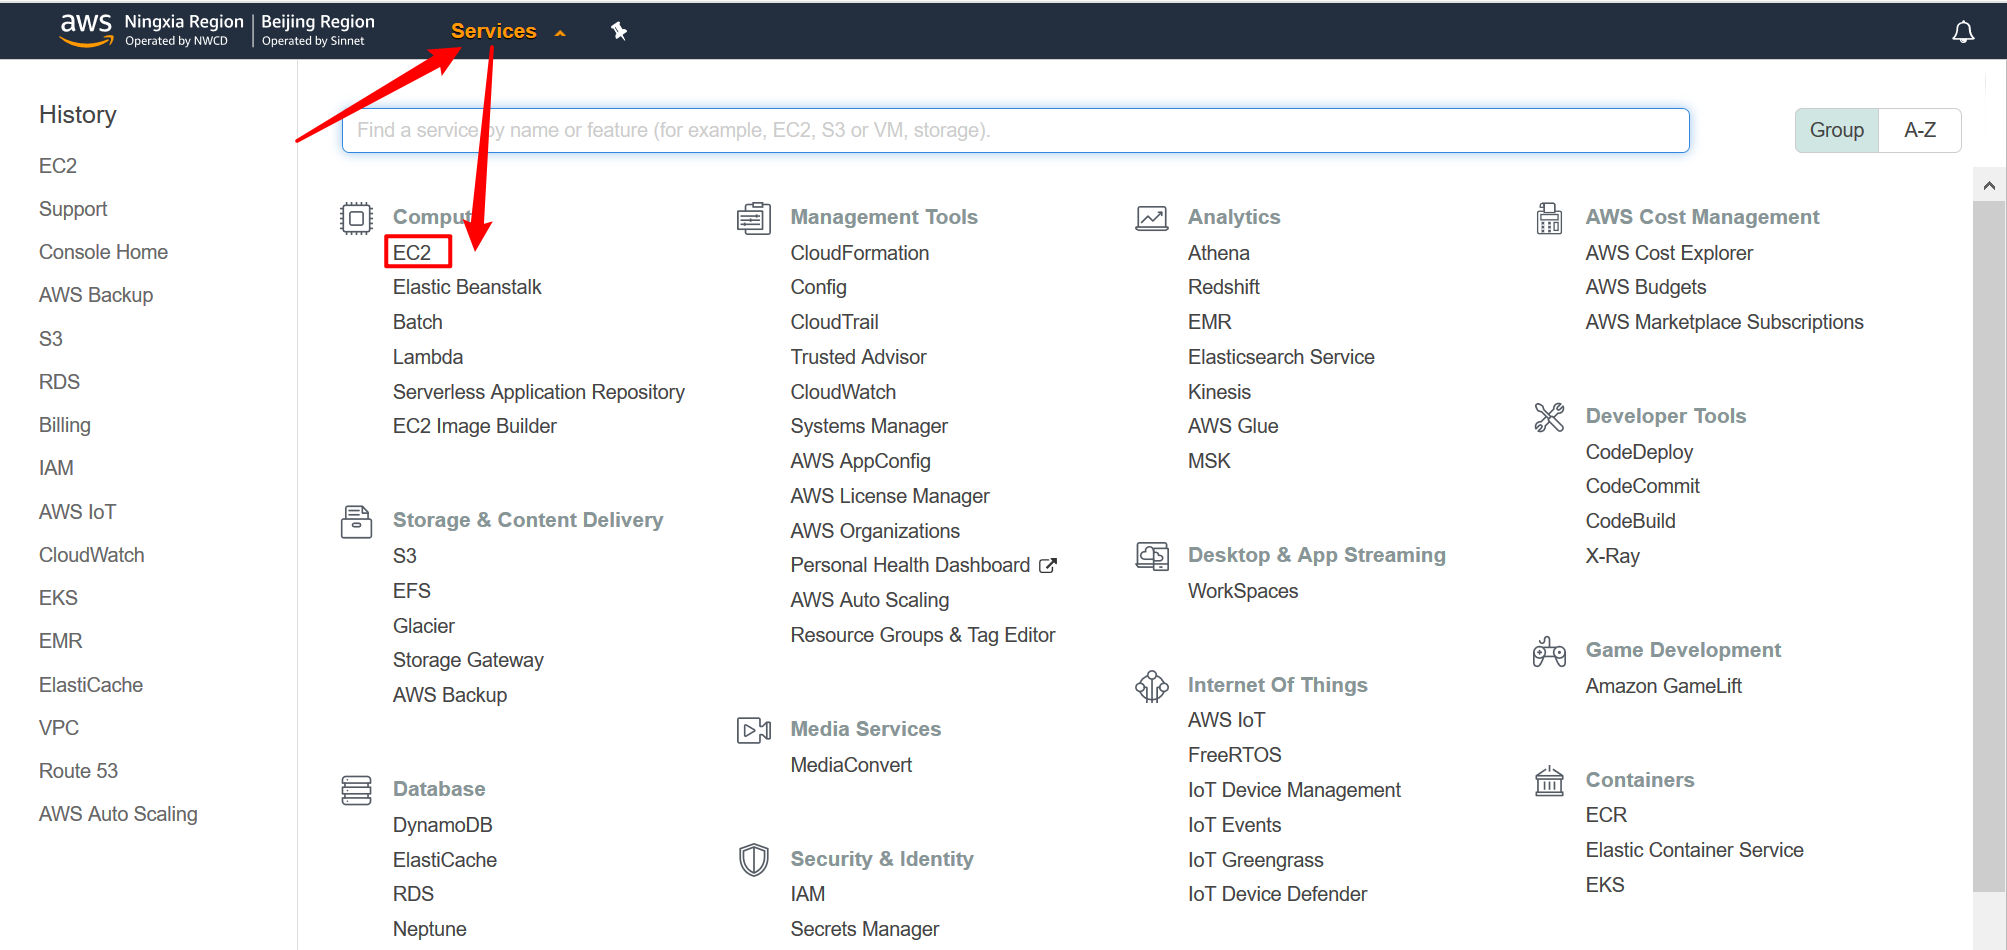 aws
Ningxia Region
Operated by NWCD
Beijing Region
Operated by Sinnet
Services
History
EC2
Support
Console Home
AWS Backup
S3
RDS
Billing
IAM
AWS IoT
CloudWatch
EKS
EMR
ElastiCache
VPC
Route 53
AWS Auto Scaling
Find a service by name or feature (for example, EC2, S3 or VM, storage).
Group
A-Z
Comput
EC2
Elastic Beanstalk
Batch
Lambda
Serverless Application Repository
EC2 Image Builder
Storage & Content Delivery
S3
EFS
Glacier
Storage Gateway
AWS Backup
Database
DynamoDB
ElastiCache
RDS
Neptune
Management Tools
CloudFormation
Config
CloudTrail
Trusted Advisor
CloudWatch
Systems Manager
AWS AppConfig
AWS License Manager
AWS Organizations
Personal Health Dashboard
AWS Auto Scaling
Resource Groups & Tag Editor
Media Services
MediaConvert
Security & Identity
IAM
Secrets Manager
Analytics
Athena
Redshift
EMR
Elasticsearch Service
Kinesis
AWS Glue
MSK
Desktop & App Streaming
WorkSpaces
Internet Of Things
AWS IoT
FreeRTOS
IoT Device Management
IoT Events
IoT Greengrass
IoT Device Defender
AWS Cost Management
AWS Cost Explorer
AWS Budgets
AWS Marketplace Subscriptions
Developer Tools
CodeDeploy
CodeCommit
CodeBuild
X-Ray
Game Development
Amazon GameLift
Containers
ECR
Elastic Container Service
EKS